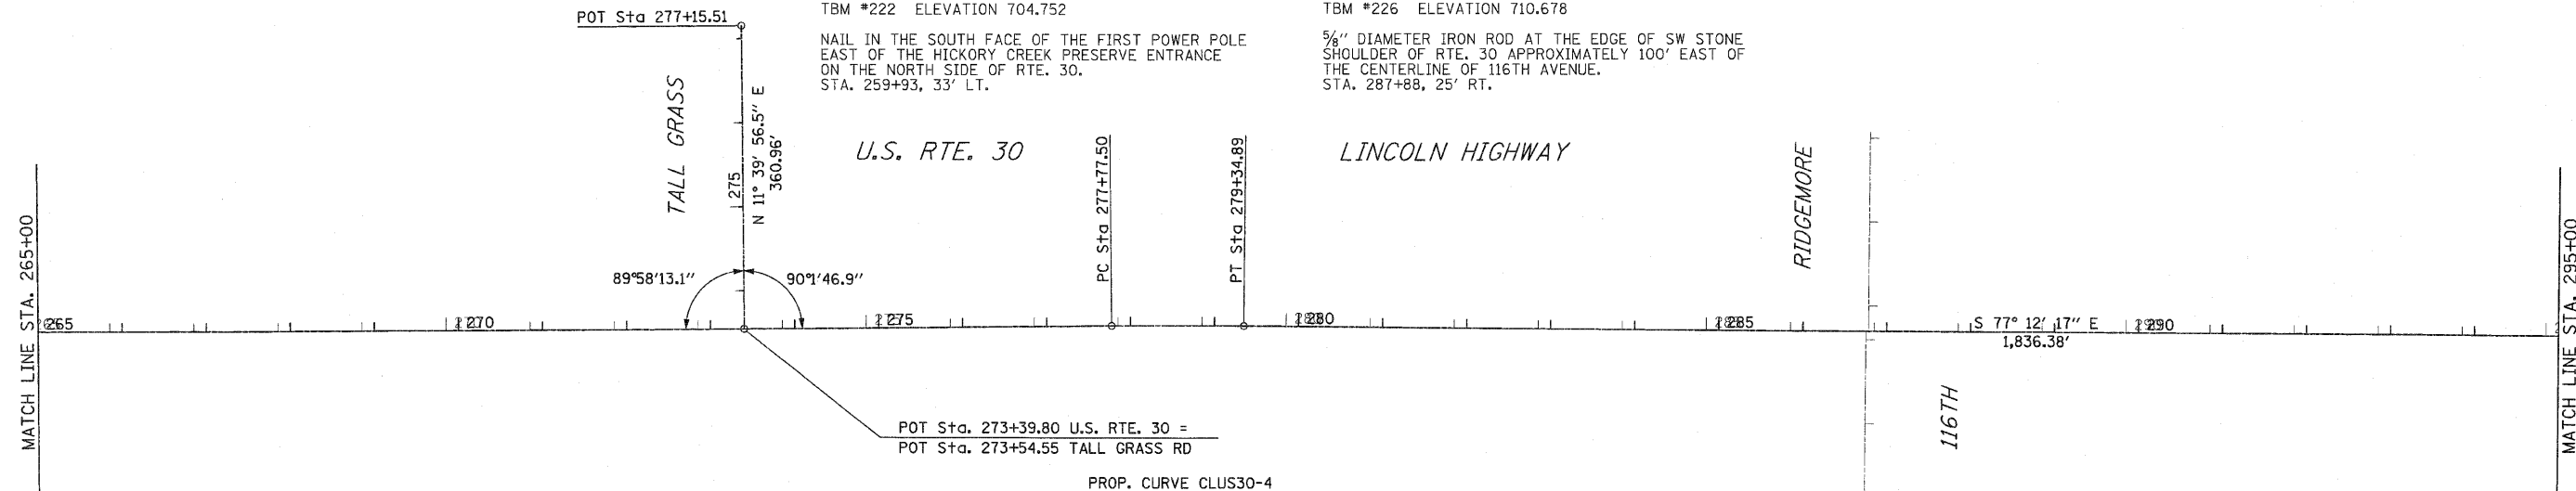 POT Sta 277+15.51
TBM #222 ELEVATION 704.752
NAIL IN THE SOUTH FACE OF THE FIRST POWER POLE
EAST OF THE HICKORY CREEK PRESERVE ENTRANCE
ON THE NORTH SIDE OF RTE. 30.
STA. 259+93, 33' LT.
TBM #226 ELEVATION 710.678
5/8" DIAMETER IRON ROD AT THE EDGE OF SW STONE
SHOULDER OF RTE. 30 APPROXIMATELY 100' EAST OF
THE CENTERLINE OF 116TH AVENUE.
STA. 287+88, 25' RT.
TALL GRASS
275
N 11° 39' 56.5" E
360.96'
U.S. RTE. 30
LINCOLN HIGHWAY
PC Sta 277+77.50
PT Sta 279+34.89
RIDGEMORE
MATCH LINE STA. 265+00
89°58'13.1"
90°1'46.9"
265
270
275
280
285
S 77° 12' 17" E
1,836.38'
290
MATCH LINE STA. 295+00
116TH
POT Sta. 273+39.80 U.S. RTE. 30 =
POT Sta. 273+54.55 TALL GRASS RD
PROP. CURVE CLUS30-4